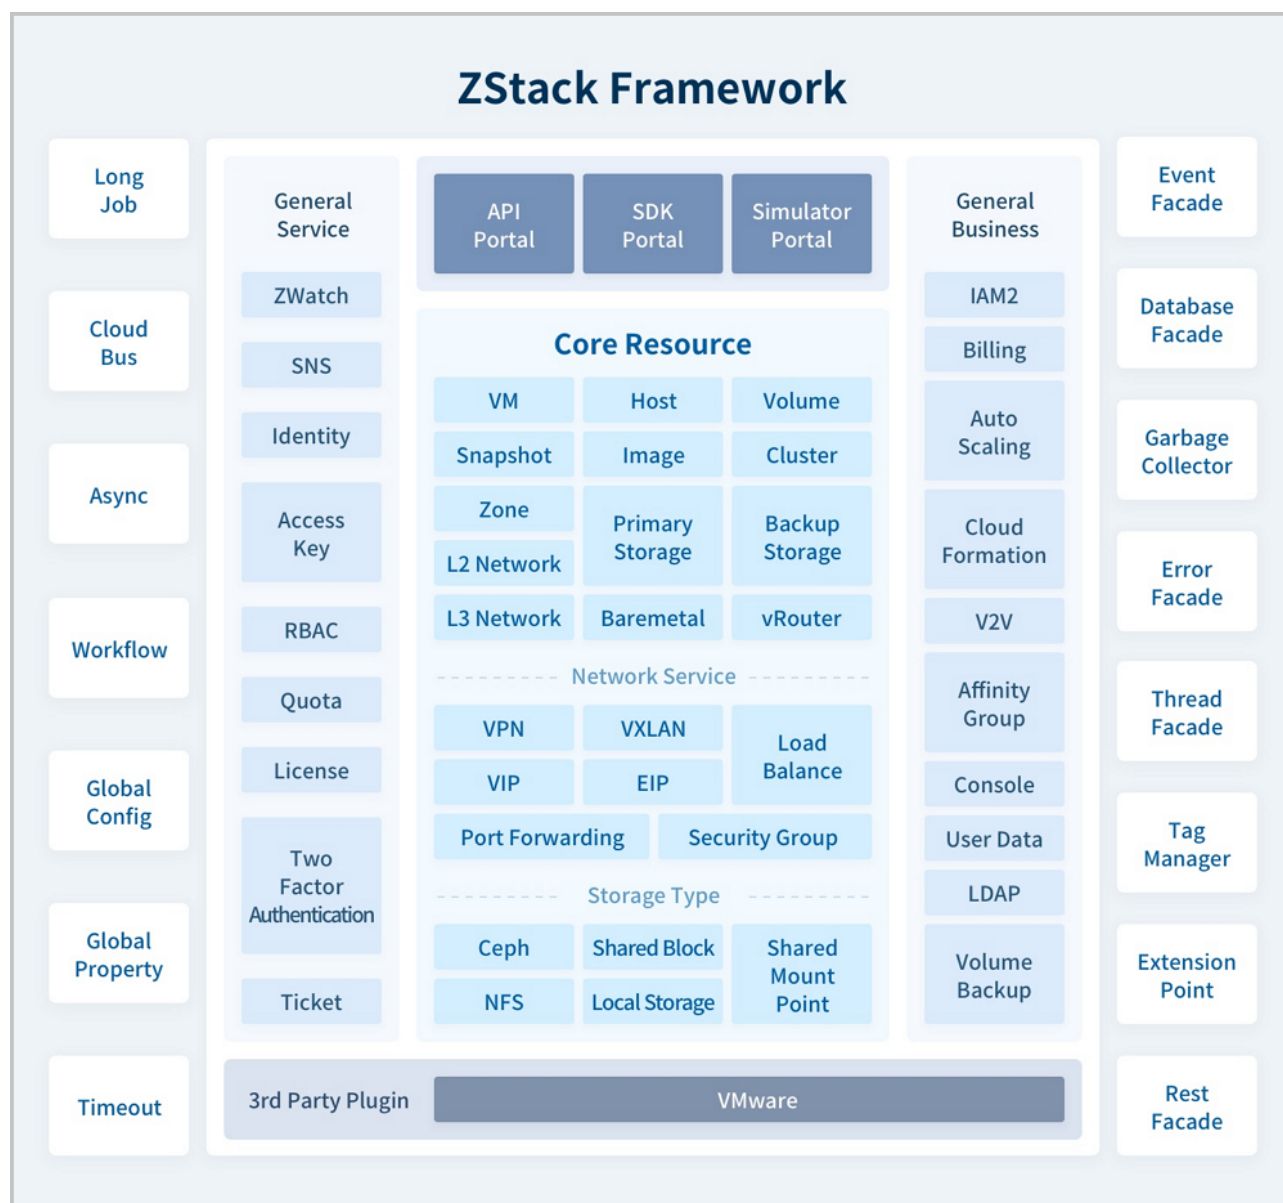 ZStack Framework
Long
Job
Cloud
Bus
Async
Workflow
Global
Config
Global
Property
Timeout
General
Service
ZWatch
SNS
Identity
Access
Key
RBAC
Quota
License
Two
Factor
Authentication
Ticket
API
Portal
SDK
Portal
Simulator
Portal
Core Resource
VM
Host
Volume
Snapshot
Image
Cluster
Zone
Primary
Storage
Backup
Storage
L2 Network
L3 Network
Baremetal
vRouter
Network Service
VPN
VXLAN
Load
Balance
VIP
EIP
Port Forwarding
Security Group
Storage Type
Ceph
Shared Block
Shared
Mount
Point
NFS
Local Storage
General
Business
IAM2
Billing
Auto
Scaling
Cloud
Formation
V2V
Affinity
Group
Console
User Data
LDAP
Volume
Backup
3rd Party Plugin
VMware
Event
Facade
Database
Facade
Garbage
Collector
Error
Facade
Thread
Facade
Tag
Manager
Extension
Point
Rest
Facade